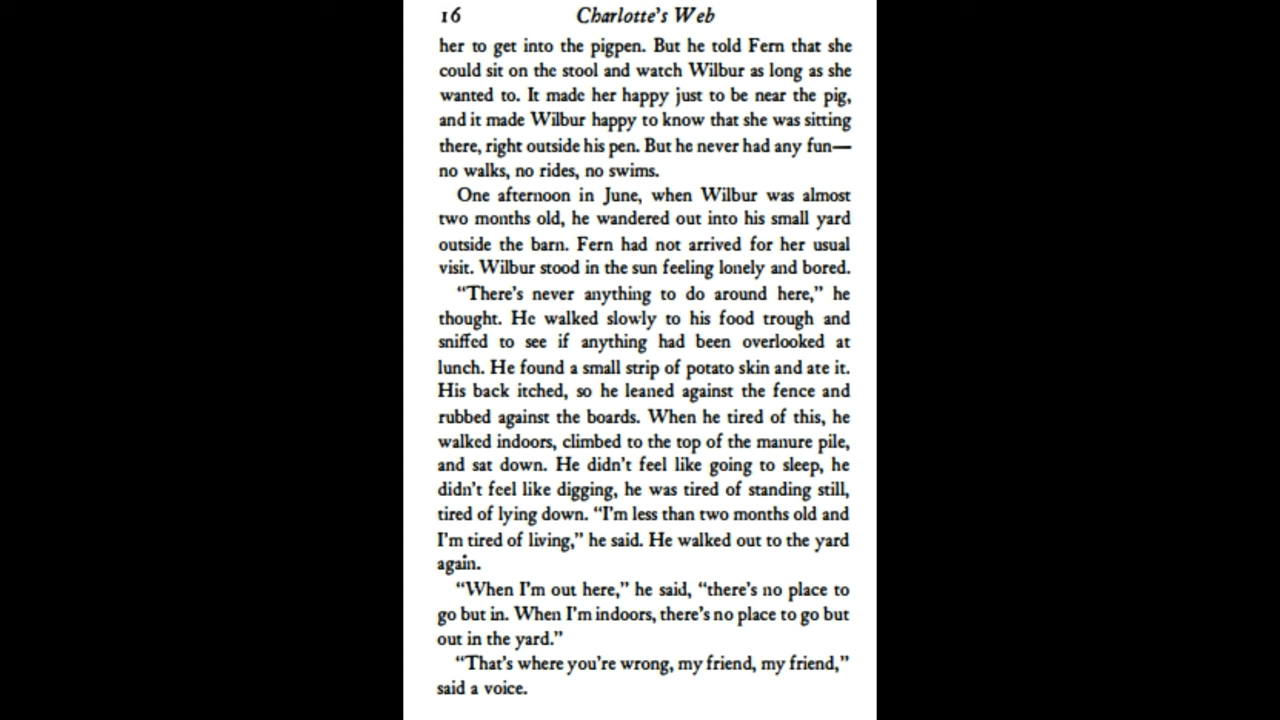 16 Charlotte's Web
her to get into the pigpen. But he told Fern that she
could sit on the stool and watch Wilbur as long as she
wanted to. It made her happy just to be near the pig,
and it made Wilbur happy to know that she was sitting
there, right outside his pen. But he never had any fun—
no walks, no rides, no swims.
One afternoon in June, when Wilbur was almost
two months old, he wandered out into his small yard
outside the barn. Fern had not arrived for her usual
visit. Wilbur stood in the sun feeling lonely and bored.
“There's never anything to do around here,” he
thought. He walked slowly to his food trough and
sniffed to see if anything had been overlooked at
lunch. He found a small strip of potato skin and ate it.
His back itched, so he leaned against the fence and
rubbed against the boards. When he tired of this, he
walked indoors, climbed to the top of the manure pile,
and sat down. He didn't feel like going to sleep, he
didn't feel like digging, he was tired of standing still,
tired of lying down. “I'm less than two months old and
I'm tired of living,” he said. He walked out to the yard
again.
“When I'm out here,” he said, “there's no place to
go but in. When I'm indoors, there's no place to go but
out in the yard.”
“That's where you're wrong, my friend, my friend,”
said a voice.